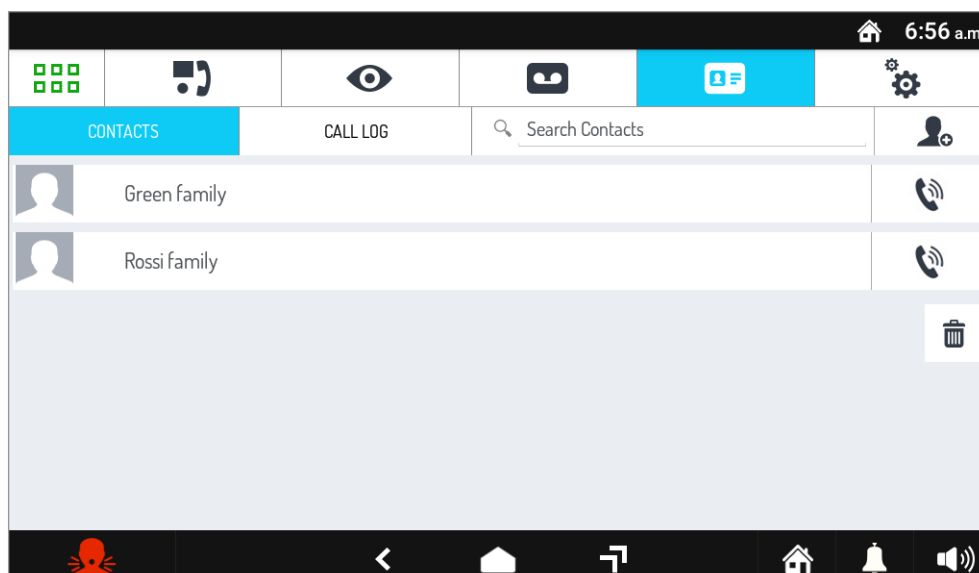 6:56 a.m
CONTACTS CALL LOG Search Contacts
Green family
Rossi family